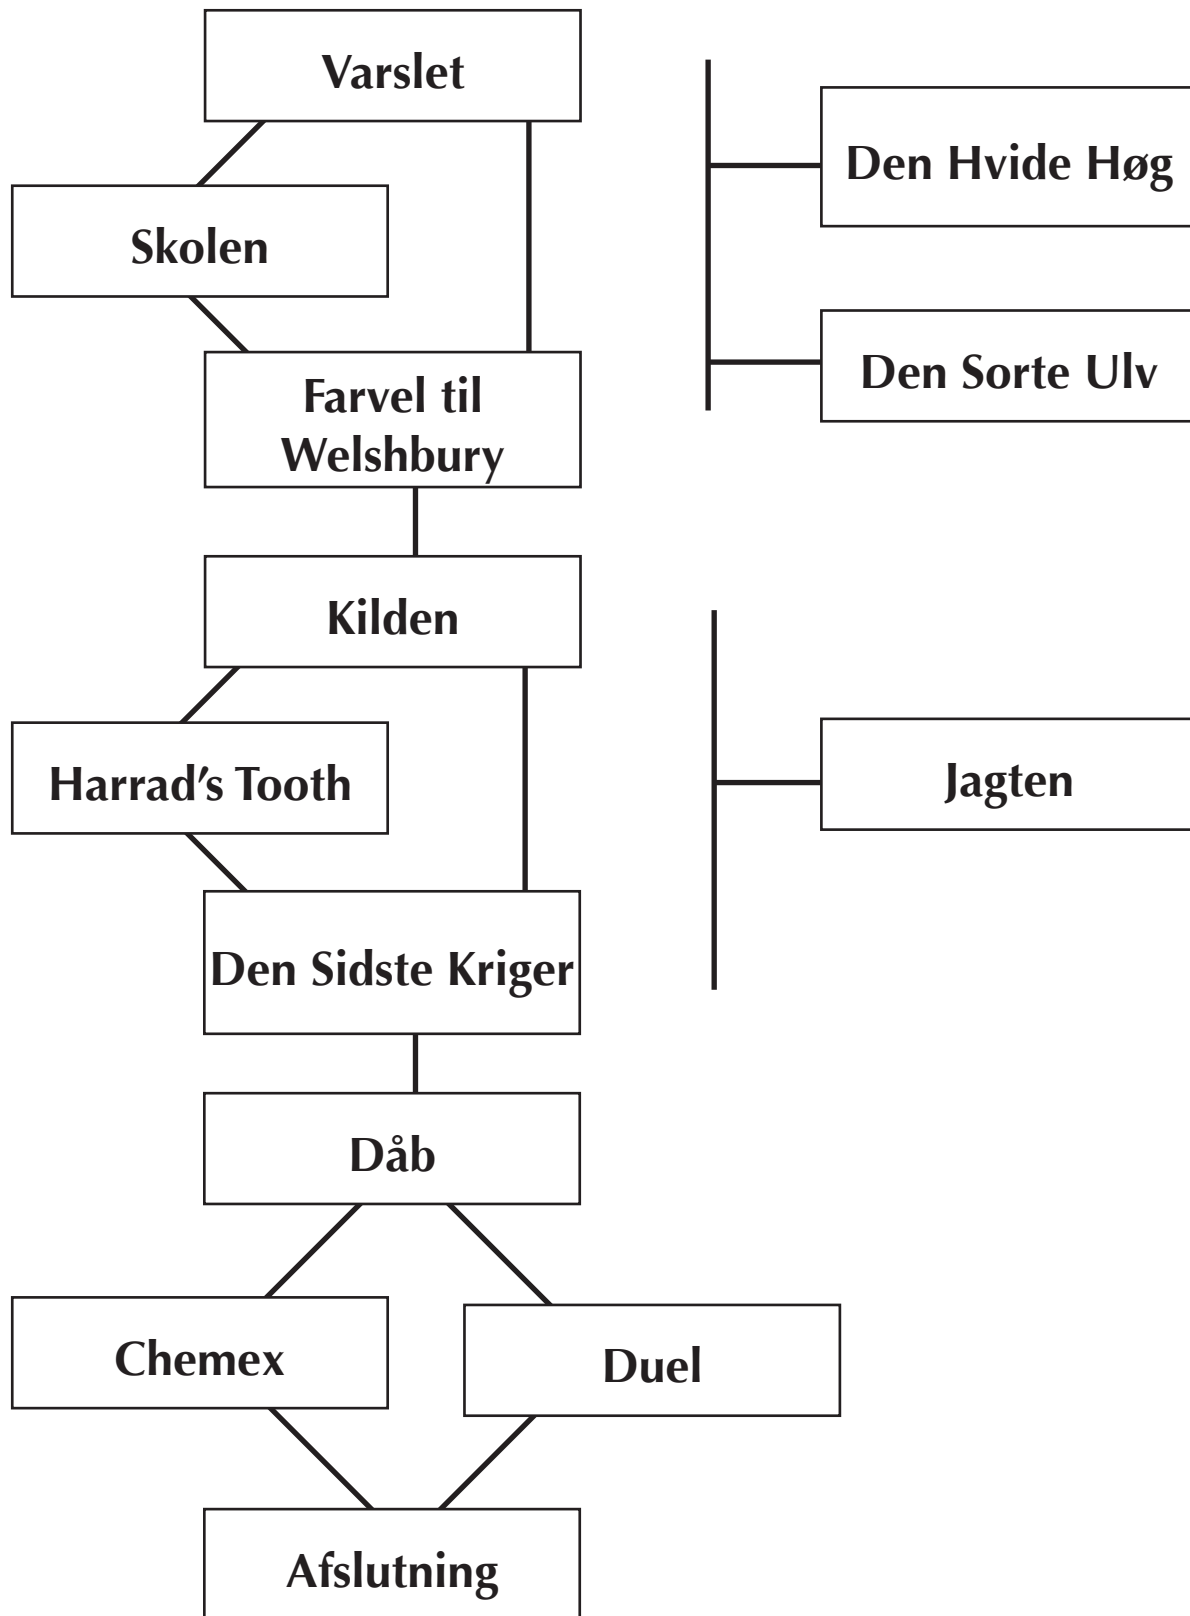 Varslet
Den Hvide Høg
Skolen
Den Sorte Ulv
Farvel til
Welshbury
Kilden
Harrad’s Tooth
Jagten
Den Sidste Kriger
Dåb
Chemex
Duel
Afslutning